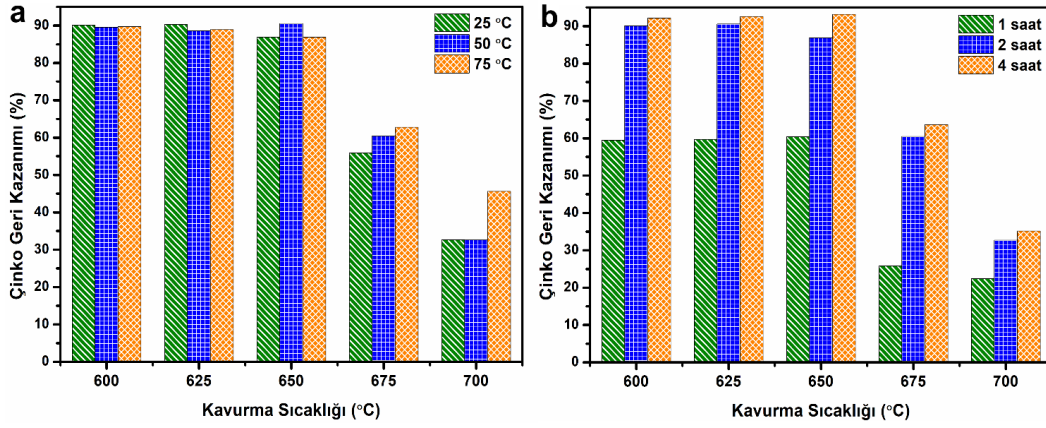 a
25 °C
50 °C
75 °C
Çinko Geri Kazanımı (%)
90
80
70
60
50
40
30
20
10
0
600 625 650 675 700
Kavurma Sıcaklığı (°C)
b
1 saat
2 saat
4 saat
Çinko Geri Kazanımı (%)
90
80
70
60
50
40
30
20
10
0
600 625 650 675 700
Kavurma Sıcaklığı (°C)